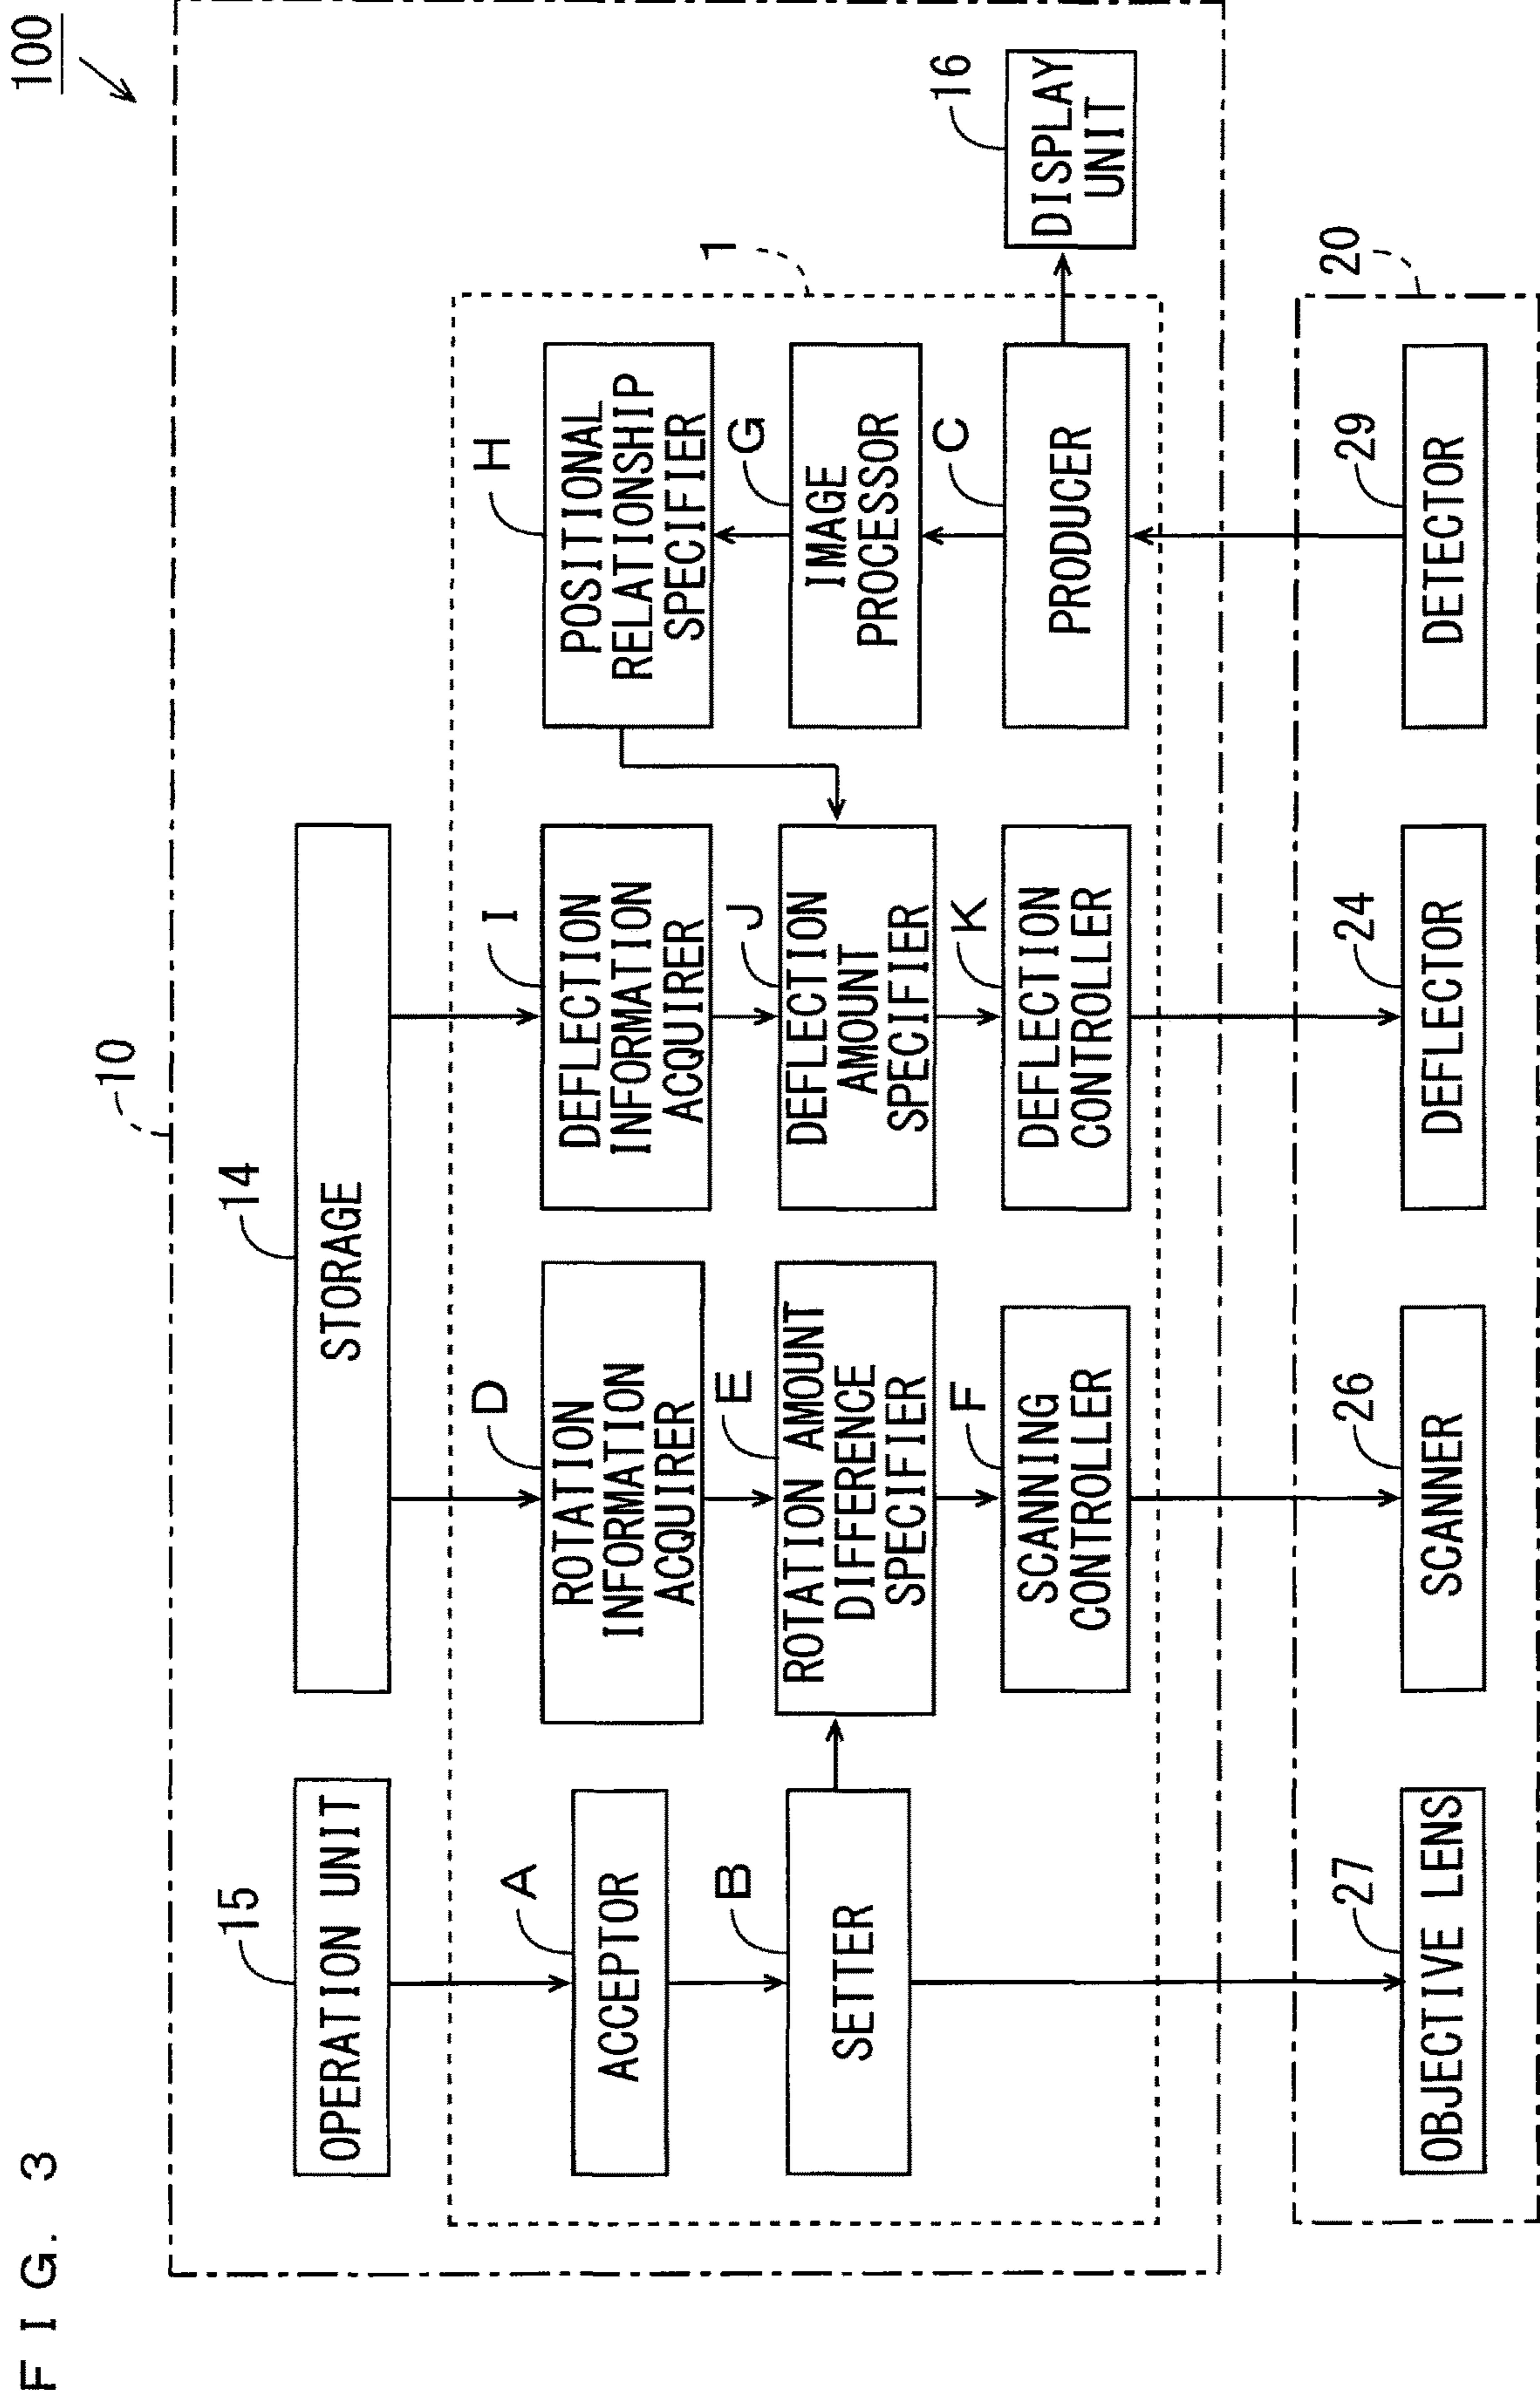 FIG. 3
100
10
15
OPERATION UNIT
14
STORAGE
1
A
ACCEPTOR
D
ROTATION
INFORMATION
ACQUIRER
I
DEFLECTION
INFORMATION
ACQUIRER
H
POSITIONAL
RELATIONSHIP
SPECIFIER
B
SETTER
E
ROTATION AMOUNT
DIFFERENCE
SPECIFIER
J
DEFLECTION
AMOUNT
SPECIFIER
G
IMAGE
PROCESSOR
F
SCANNING
CONTROLLER
K
DEFLECTION
CONTROLLER
C
PRODUCER
16
DISPLAY
UNIT
20
27
OBJECTIVE LENS
26
SCANNER
24
DEFLECTOR
29
DETECTOR